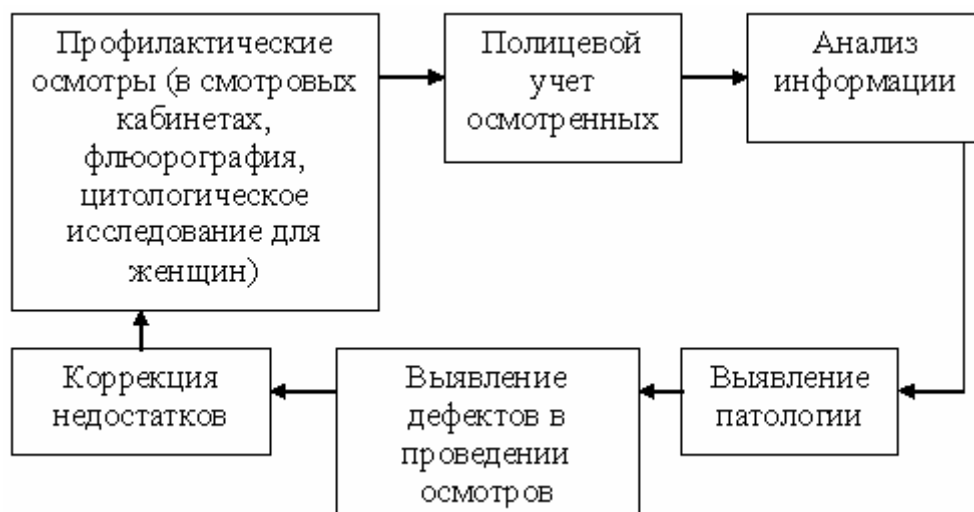 Профилактические
осмотры (в смотровых
кабинетах,
флюорография,
цитологическое
исследование для
женщин)
Полицевой
учет
осмотренных
Анализ
информации
Выявление
патологии
Выявление
дефектов в
проведении
осмотров
Коррекция
недостатков